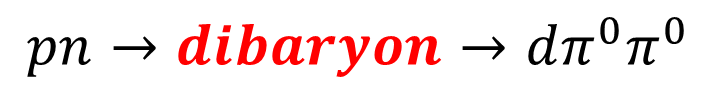 pn → dibaryon → dπ⁰π⁰